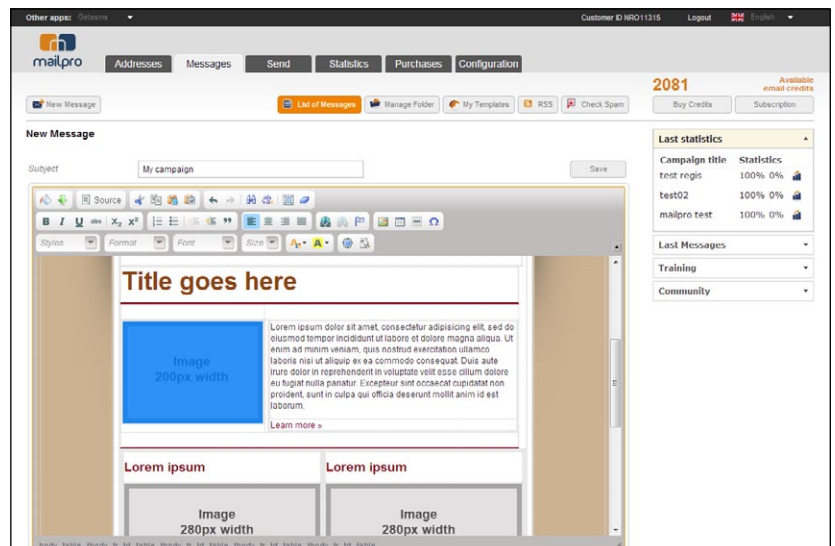 Other apps: Getasms
Customer ID NRO11315 Logout English
mailpro
Addresses Messages Send Statistics Purchases Configuration
2081 Available email credits
New Message List of Messages Manage Folder My Templates RSS Check Spam
Buy Credits Subscription
New Message
Subject My campaign Save
Source
B I U abc X₂ X²
Styles Format Font Size
Title goes here
Image
200px width
Lorem ipsum dolor sit amet, consectetur adipisicing elit, sed do
eiusmod tempor incididunt ut labore et dolore magna aliqua. Ut
enim ad minim veniam, quis nostrud exercitation ullamco
laboris nisi ut aliquip ex ea commodo consequat. Duis aute
irure dolor in reprehenderit in voluptate velit esse cillum dolore
eu fugiat nulla pariatur. Excepteur sint occaecat cupidatat non
proident, sunt in culpa qui officia deserunt mollit anim id est
laborum.
Learn more »
Lorem ipsum Lorem ipsum
Image Image
280px width 280px width
Last statistics
Campaign title Statistics
test regis 100% 0%
test02 100% 0%
mailpro test 100% 0%
Last Messages
Training
Community